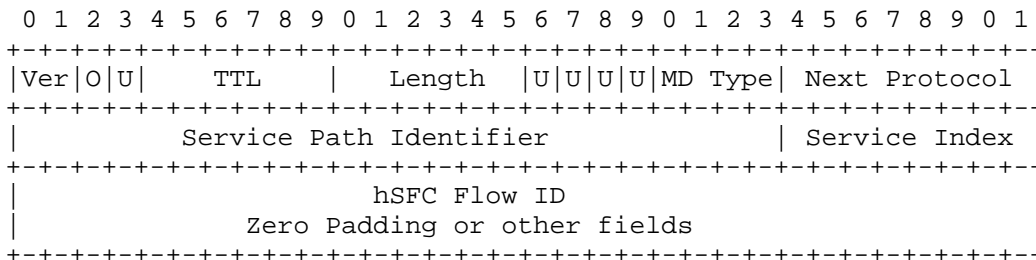 0 1 2 3 4 5 6 7 8 9 0 1 2 3 4 5 6 7 8 9 0 1 2 3 4 5 6 7 8 9 0 1
+-+-+-+-+-+-+-+-+-+-+-+-+-+-+-+-+-+-+-+-+-+-+-+-+-+-+-+-+-+-+-+--
|Ver|O|U|    TTL    |   Length  |U|U|U|U|MD Type| Next Protocol
+-+-+-+-+-+-+-+-+-+-+-+-+-+-+-+-+-+-+-+-+-+-+-+-+-+-+-+-+-+-+-+--
|          Service Path Identifier              | Service Index
+-+-+-+-+-+-+-+-+-+-+-+-+-+-+-+-+-+-+-+-+-+-+-+-+-+-+-+-+-+-+-+--
|                      hSFC Flow ID
|              Zero Padding or other fields
+-+-+-+-+-+-+-+-+-+-+-+-+-+-+-+-+-+-+-+-+-+-+-+-+-+-+-+-+-+-+-+--